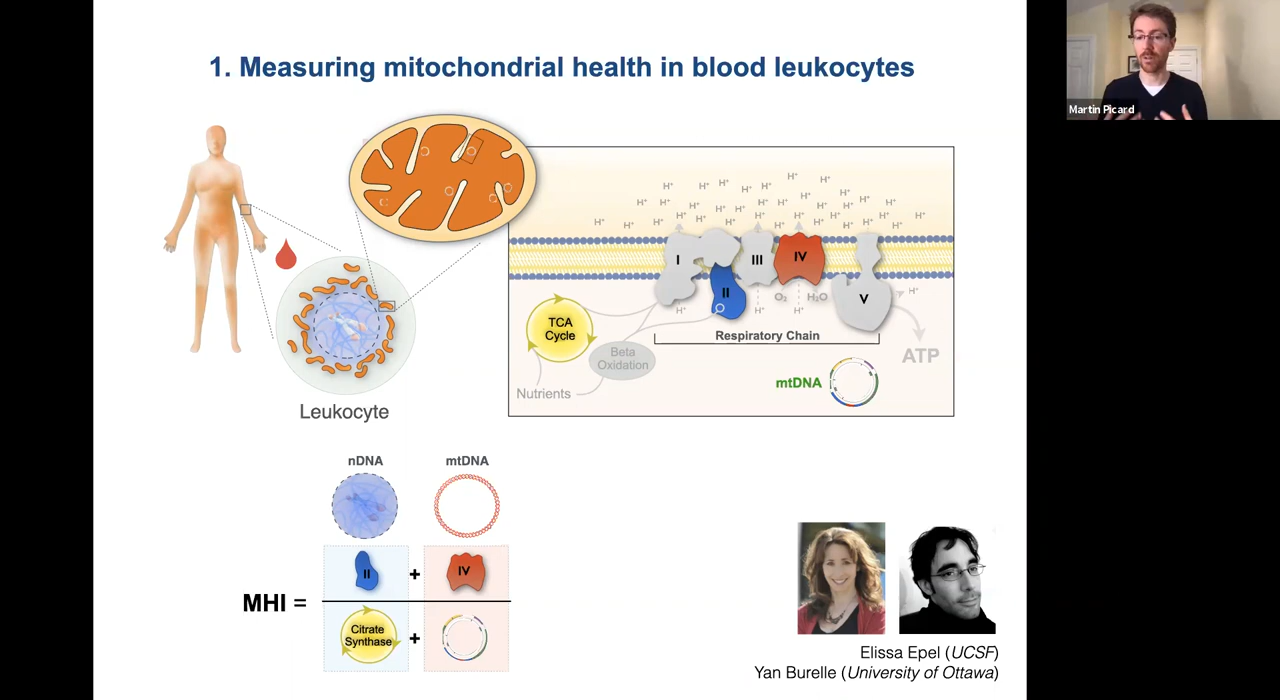 1. Measuring mitochondrial health in blood leukocytes
Martin Picard
H⁺ H⁺ H⁺ H⁺ H⁺ H⁺
H⁺ H⁺ H⁺ H⁺ H⁺ H⁺ H⁺ H⁺ H⁺ H⁺
H⁺ H⁺ H⁺ H⁺ H⁺ H⁺ H⁺ H⁺ H⁺ H⁺
I
III
IV
II
V
O₂
H₂O
H⁺
H⁺ H⁺ H⁺
TCA
Cycle
Beta
Oxidation
Nutrients
Respiratory Chain
ATP
mtDNA
Leukocyte
nDNA
mtDNA
II + IV
MHI =
Citrate
Synthase +
Elissa Epel (UCSF)
Yan Burelle (University of Ottawa)